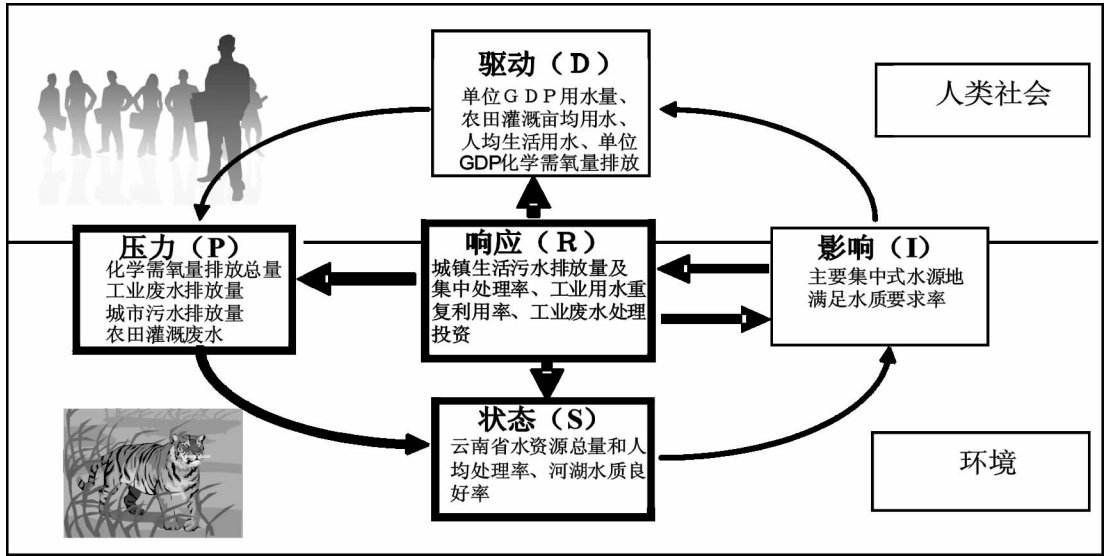 驱动（D）
单位ＧＤＰ用水量、
农田灌溉亩均用水、
人均生活用水、单位
GDP化学需氧量排放
人类社会
压力（P）
化学需氧量排放总量
工业废水排放量
城市污水排放量
农田灌溉废水
响应（R）
城镇生活污水排放量及
集中处理率、工业用水重
复利用率、工业废水处理
投资
影响（I）
主要集中式水源地
满足水质要求率
状态（S）
云南省水资源总量和人
均处理率、河湖水质良
好率
环境